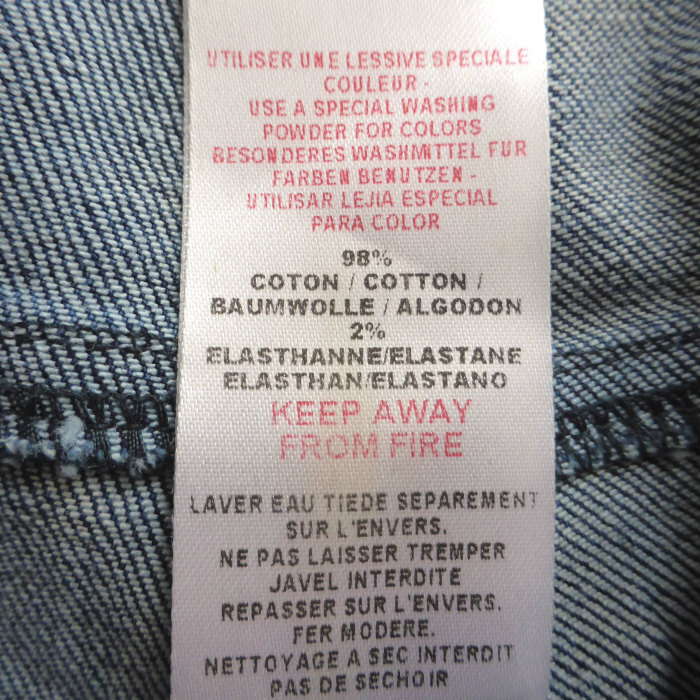 UTILISER UNE LESSIVE SPECIALE
COULEUR -
USE A SPECIAL WASHING
POWDER FOR COLORS
BESONDERES WASHMITTEL FUR
FARBEN BENUTZEN -
UTILISAR LEJIA ESPECIAL
PARA COLOR
98%
COTON / COTTON /
BAUMWOLLE / ALGODON
2%
ELASTHANNE/ELASTANE
ELASTHAN/ELASTANO
KEEP AWAY
FROM FIRE
LAVER EAU TIEDE SEPAREMENT
SUR L'ENVERS.
NE PAS LAISSER TREMPER
JAVEL INTERDITE
REPASSER SUR L'ENVERS.
FER MODERE.
NETTOYAGE A SEC INTERDIT
PAS DE SECHOIR